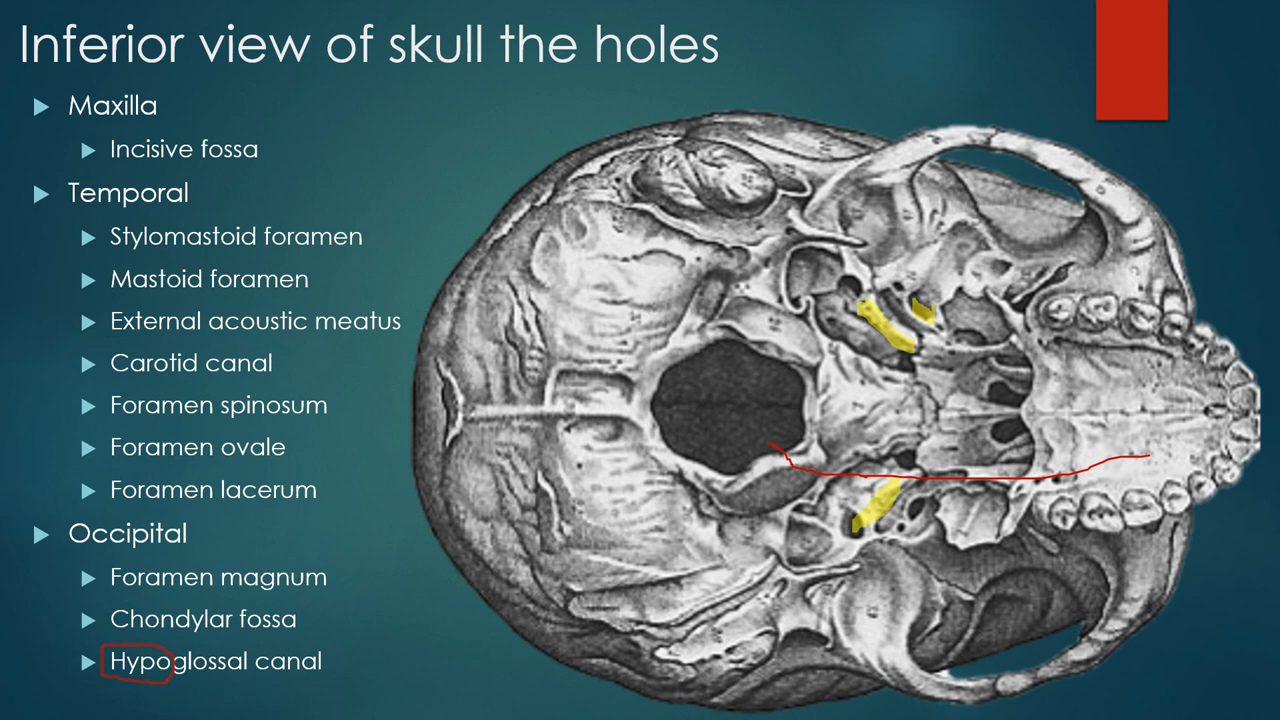 Inferior view of skull the holes
Maxilla
Incisive fossa
Temporal
Stylomastoid foramen
Mastoid foramen
External acoustic meatus
Carotid canal
Foramen spinosum
Foramen ovale
Foramen lacerum
Occipital
Foramen magnum
Chondylar fossa
Hypoglossal canal